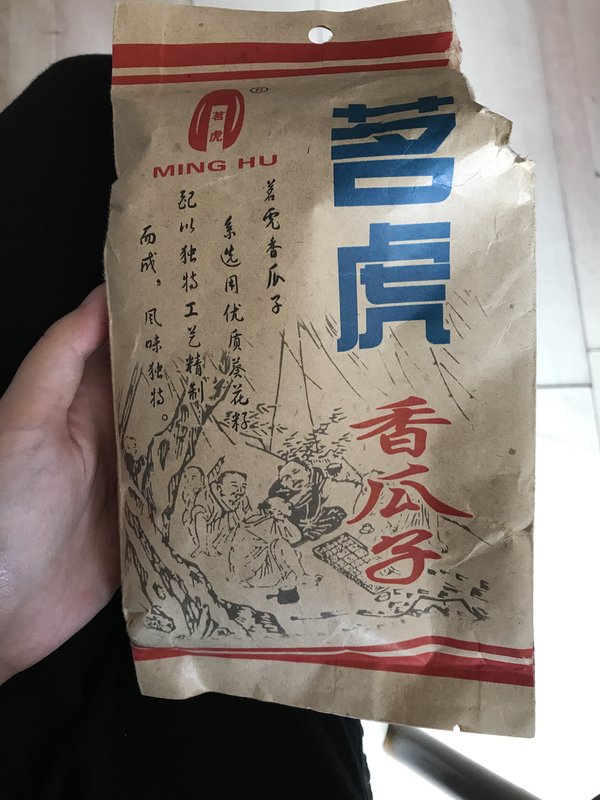 茗
虎
®
MING HU
茗虎
香瓜子
茗虎香瓜子
系选用优质葵花籽
配以独特工艺精制
而成。风味独特。